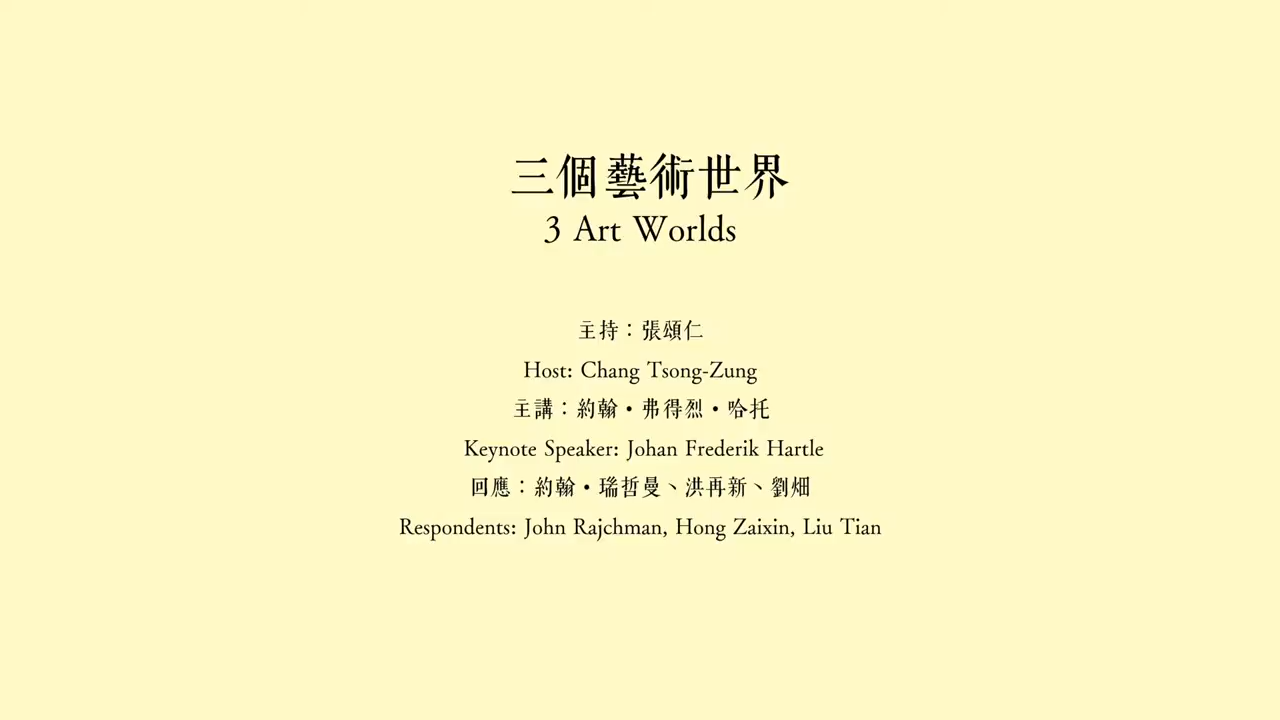 三個藝術世界
3 Art Worlds
主持：張頌仁
Host: Chang Tsong-Zung
主講：約翰·弗得烈·哈托
Keynote Speaker: Johan Frederik Hartle
回應：約翰·瑞哲曼、洪再新、劉畑
Respondents: John Rajchman, Hong Zaixin, Liu Tian